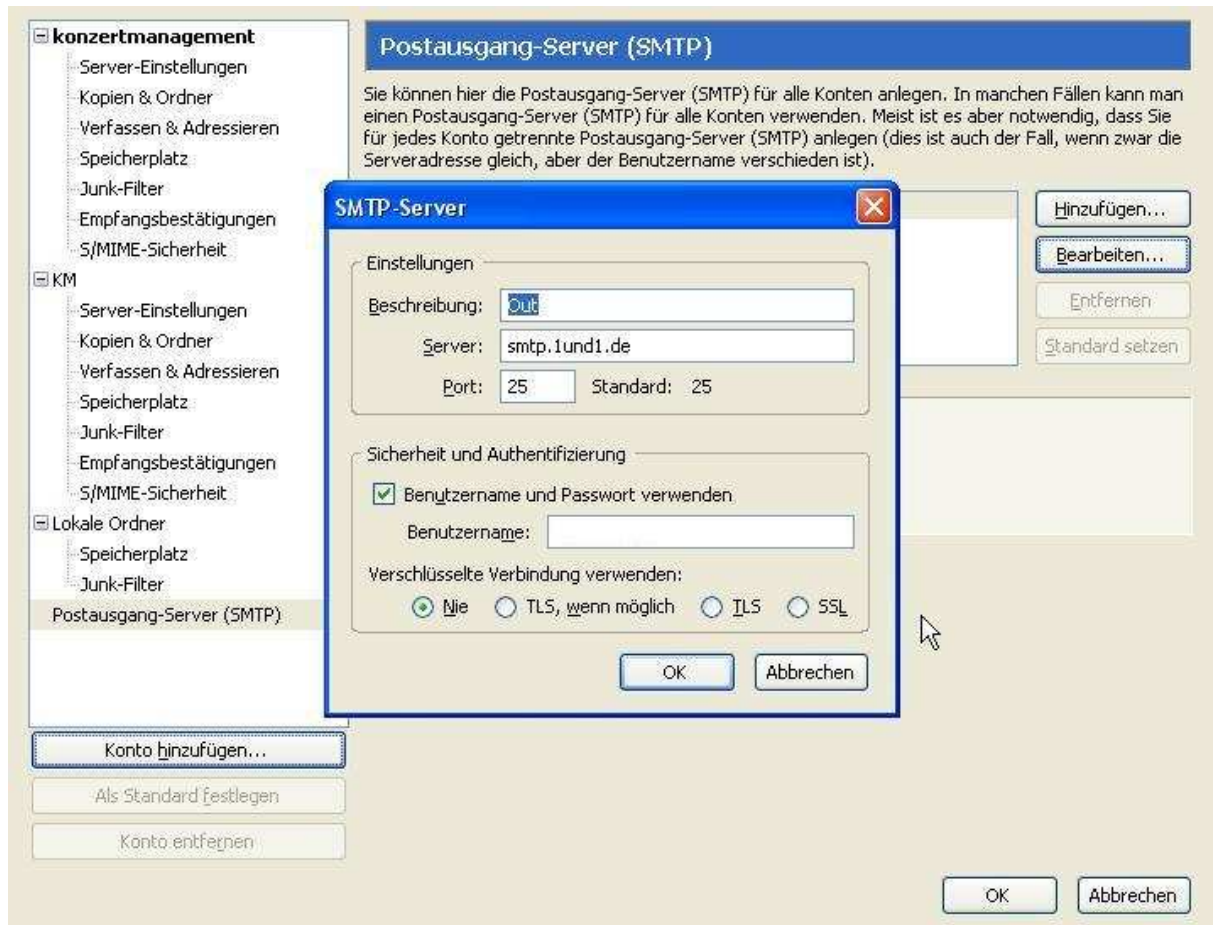 konzertmanagement
Server-Einstellungen
Kopien & Ordner
Verfassen & Adressieren
Speicherplatz
Junk-Filter
Empfangsbestätigungen
S/MIME-Sicherheit
KM
Server-Einstellungen
Kopien & Ordner
Verfassen & Adressieren
Speicherplatz
Junk-Filter
Empfangsbestätigungen
S/MIME-Sicherheit
Lokale Ordner
Speicherplatz
Junk-Filter
Postausgang-Server (SMTP)
Konto hinzufügen...
Als Standard festlegen
Konto entfernen
Postausgang-Server (SMTP)
Sie können hier die Postausgang-Server (SMTP) für alle Konten anlegen. In manchen Fällen kann man
einen Postausgang-Server (SMTP) für alle Konten verwenden. Meist ist es aber notwendig, dass Sie
für jedes Konto getrennte Postausgang-Server (SMTP) anlegen (dies ist auch der Fall, wenn zwar die
Serveradresse gleich, aber der Benutzername verschieden ist).
Hinzufügen...
Bearbeiten...
Entfernen
Standard setzen
SMTP-Server
Einstellungen
Beschreibung: Out
Server: smtp.1und1.de
Port: 25 Standard: 25
Sicherheit und Authentifizierung
Benutzername und Passwort verwenden
Benutzername:
Verschlüsselte Verbindung verwenden:
Nie TLS, wenn möglich TLS SSL
OK Abbrechen
OK Abbrechen